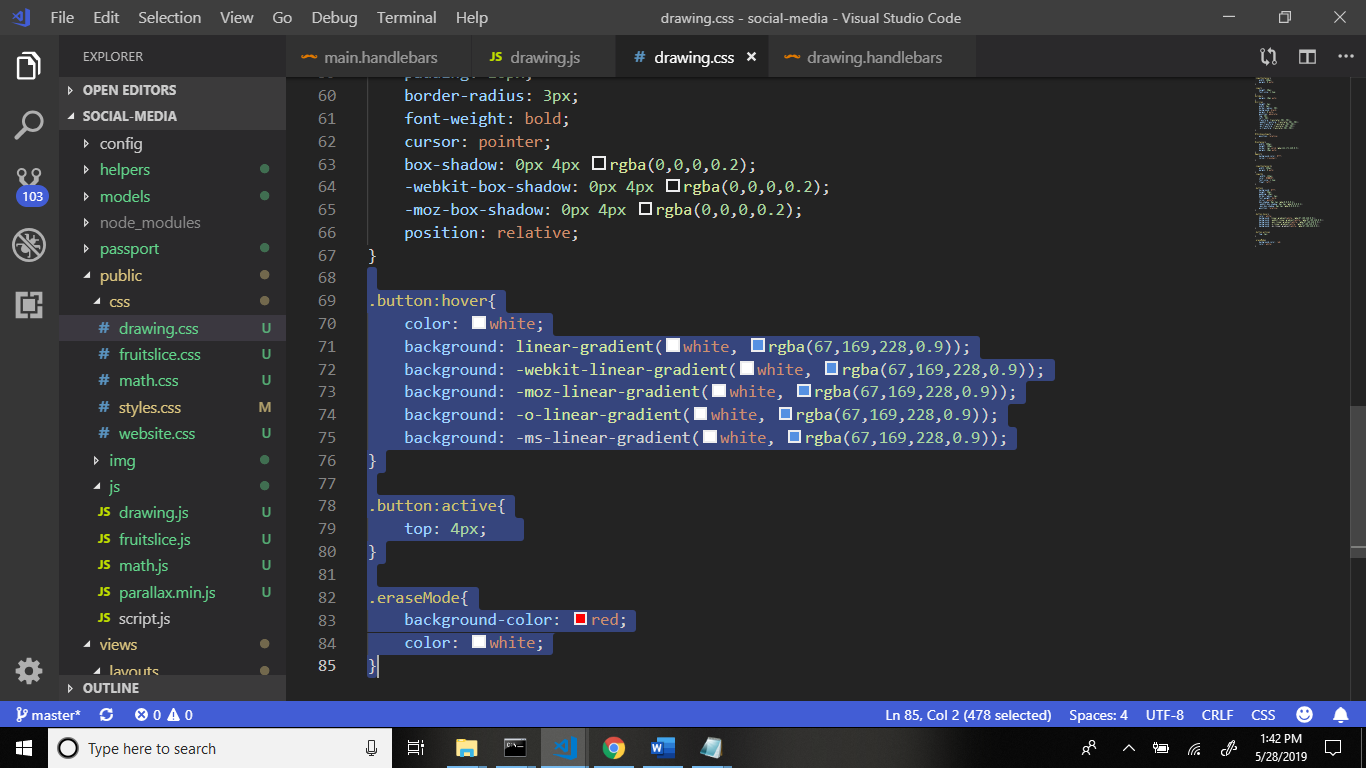 File Edit Selection View Go Debug Terminal Help
drawing.css - social-media - Visual Studio Code
EXPLORER
OPEN EDITORS
SOCIAL-MEDIA
config
helpers
models
node_modules
passport
public
css
# drawing.css U
# fruitslice.css U
# math.css U
# styles.css M
# website.css U
img
js
JS drawing.js U
JS fruitslice.js U
JS math.js U
JS parallax.min.js U
JS script.js
views
layouts
OUTLINE
103
main.handlebars
JS drawing.js
# drawing.css ×
drawing.handlebars
60 border-radius: 3px;
61 font-weight: bold;
62 cursor: pointer;
63 box-shadow: 0px 4px rgba(0,0,0,0.2);
64 -webkit-box-shadow: 0px 4px rgba(0,0,0,0.2);
65 -moz-box-shadow: 0px 4px rgba(0,0,0,0.2);
66 position: relative;
67 }
68
69 .button:hover{
70 color: white;
71 background: linear-gradient(white, rgba(67,169,228,0.9));
72 background: -webkit-linear-gradient(white, rgba(67,169,228,0.9));
73 background: -moz-linear-gradient(white, rgba(67,169,228,0.9));
74 background: -o-linear-gradient(white, rgba(67,169,228,0.9));
75 background: -ms-linear-gradient(white, rgba(67,169,228,0.9));
76 }
77
78 .button:active{
79 top: 4px;
80 }
81
82 .eraseMode{
83 background-color: red;
84 color: white;
85 }
master* 0 0
Ln 85, Col 2 (478 selected) Spaces: 4 UTF-8 CRLF CSS
Type here to search
1:42 PM
5/28/2019